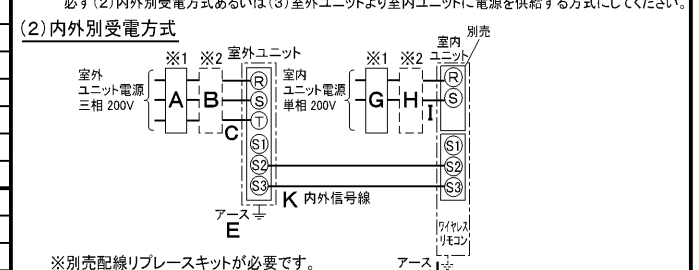 必ず(2)内外別受電方式あるいは(3)室外ユニットより室内ユニットに電源を供給する方式にしてください。
(2)内外別受電方式
※1 ※2 室外ユニット
室外
ユニット電源
三相 200V
A B
R
S
T
S1
S2
S3
C
アース
E
K 内外信号線
※1 ※2
室内
ユニット
別売
室内
ユニット電源
単相 200V
G H
I
R
S
S1
S2
S3
ワイヤレス
リモコン
※別売配線リプレースキットが必要です。
アース